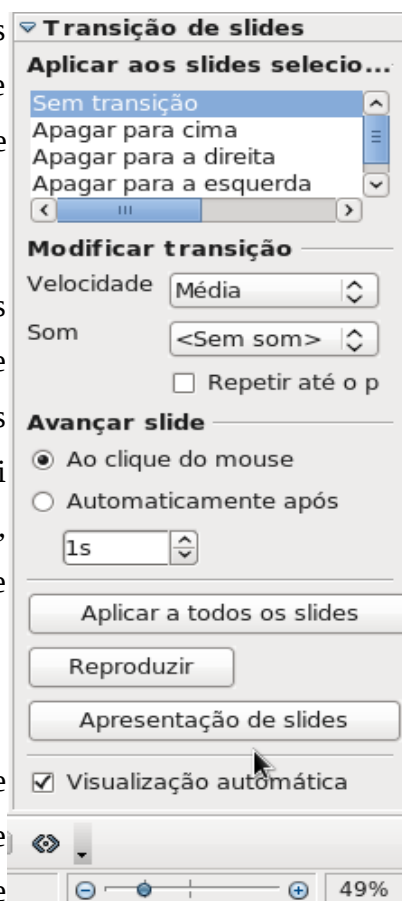 Transição de slides
Aplicar aos slides selecio...
Sem transição
Apagar para cima
Apagar para a direita
Apagar para a esquerda
Modificar transição
Velocidade Média
Som <Sem som>
Repetir até o p
Avançar slide
Ao clique do mouse
Automaticamente após
1s
Aplicar a todos os slides
Reproduzir
Apresentação de slides
Visualização automática
49%